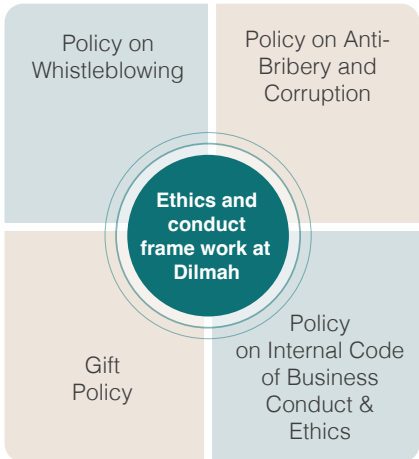 Policy on
Whistleblowing
Policy on Anti-
Bribery and
Corruption
Ethics and
conduct
frame work at
Dilmah
Gift
Policy
Policy
on Internal Code
of Business
Conduct &
Ethics